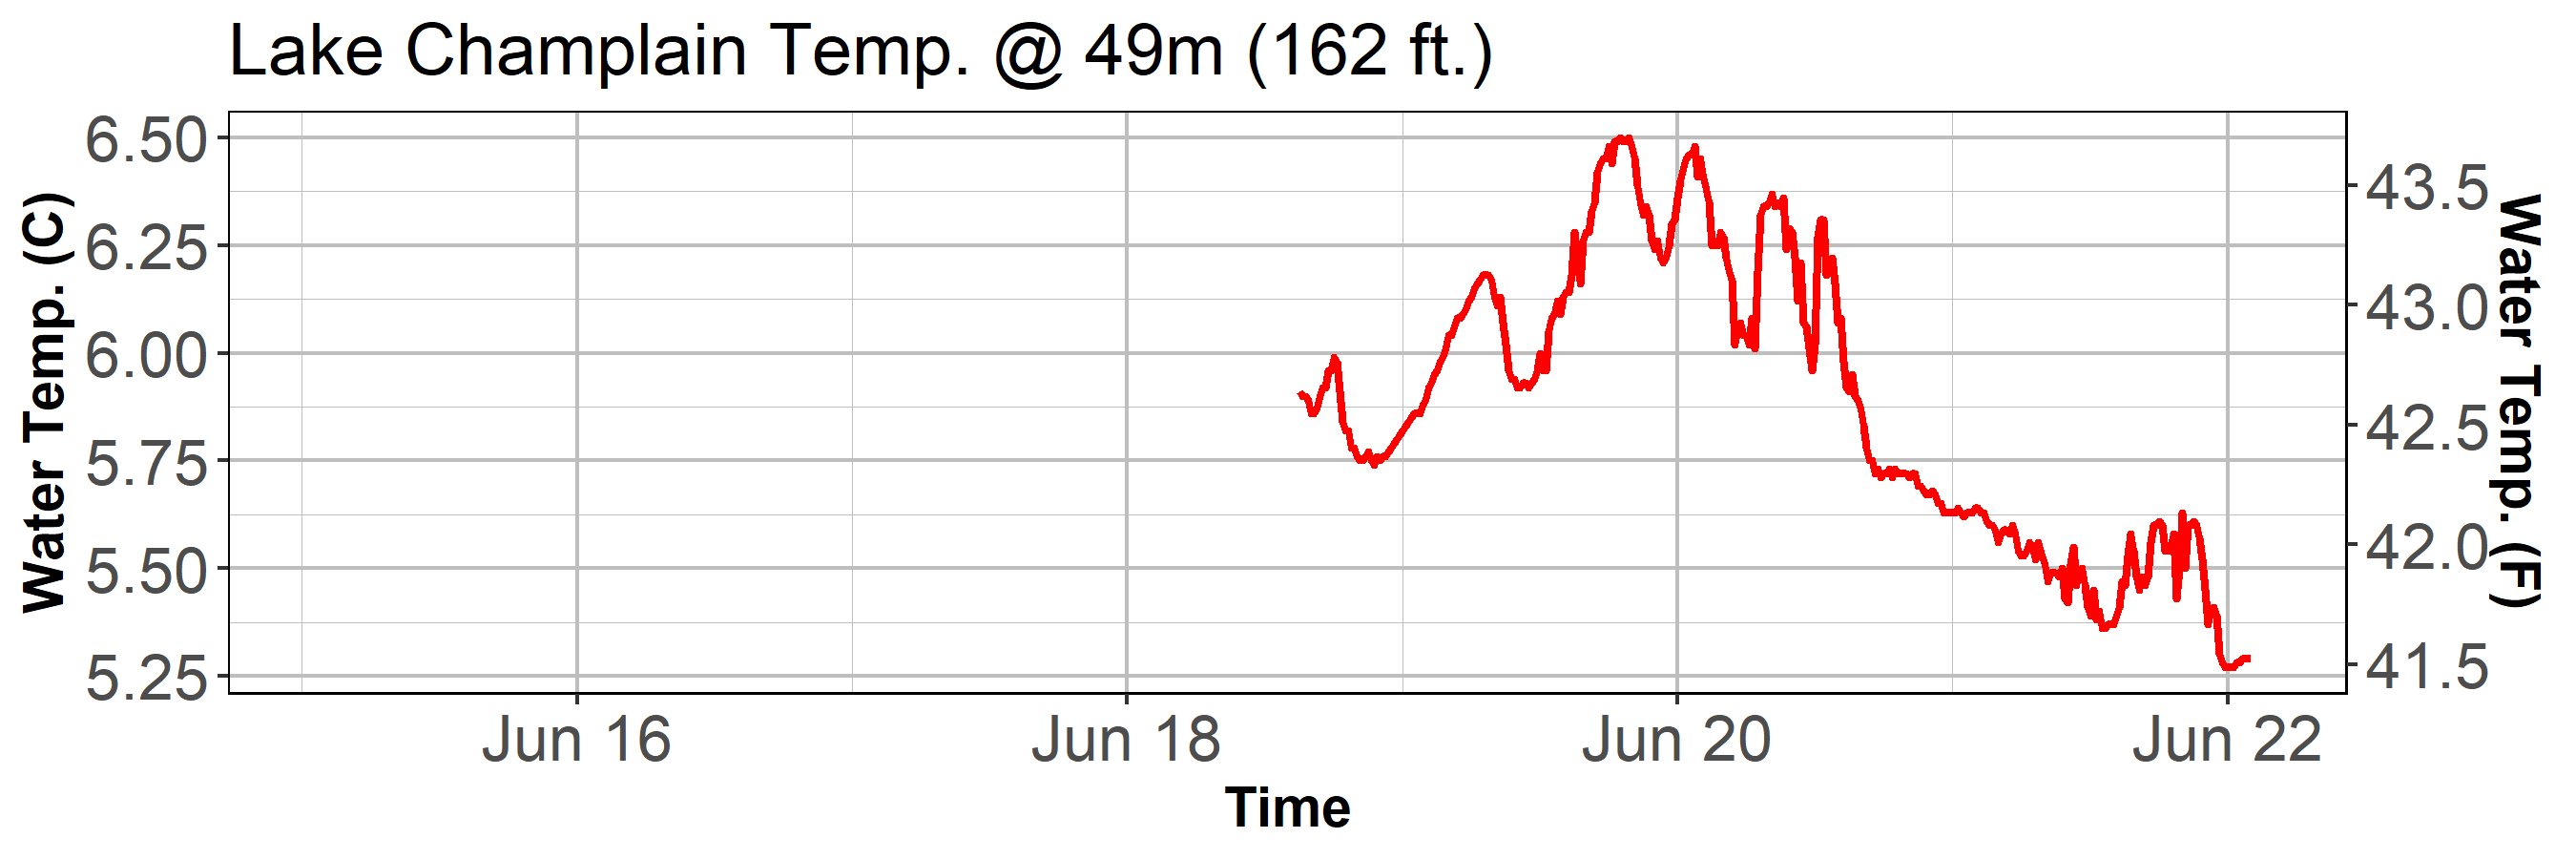 Lake Champlain Temp. @ 49m (162 ft.)
Water Temp. (C)
6.50
6.25
6.00
5.75
5.50
5.25
43.5
43.0
42.5
42.0
41.5
Water Temp. (F)
Jun 16 Jun 18 Jun 20 Jun 22
Time